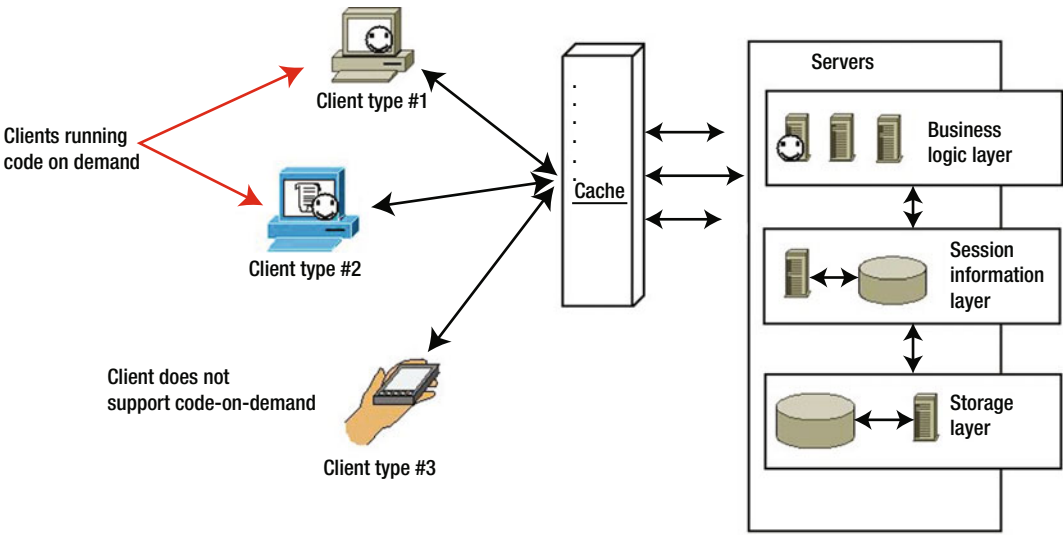 Client type #1
Clients running
code on demand
Client type #2
Client does not
support code-on-demand
Client type #3
Cache
Servers
Business
logic layer
Session
information
layer
Storage
layer